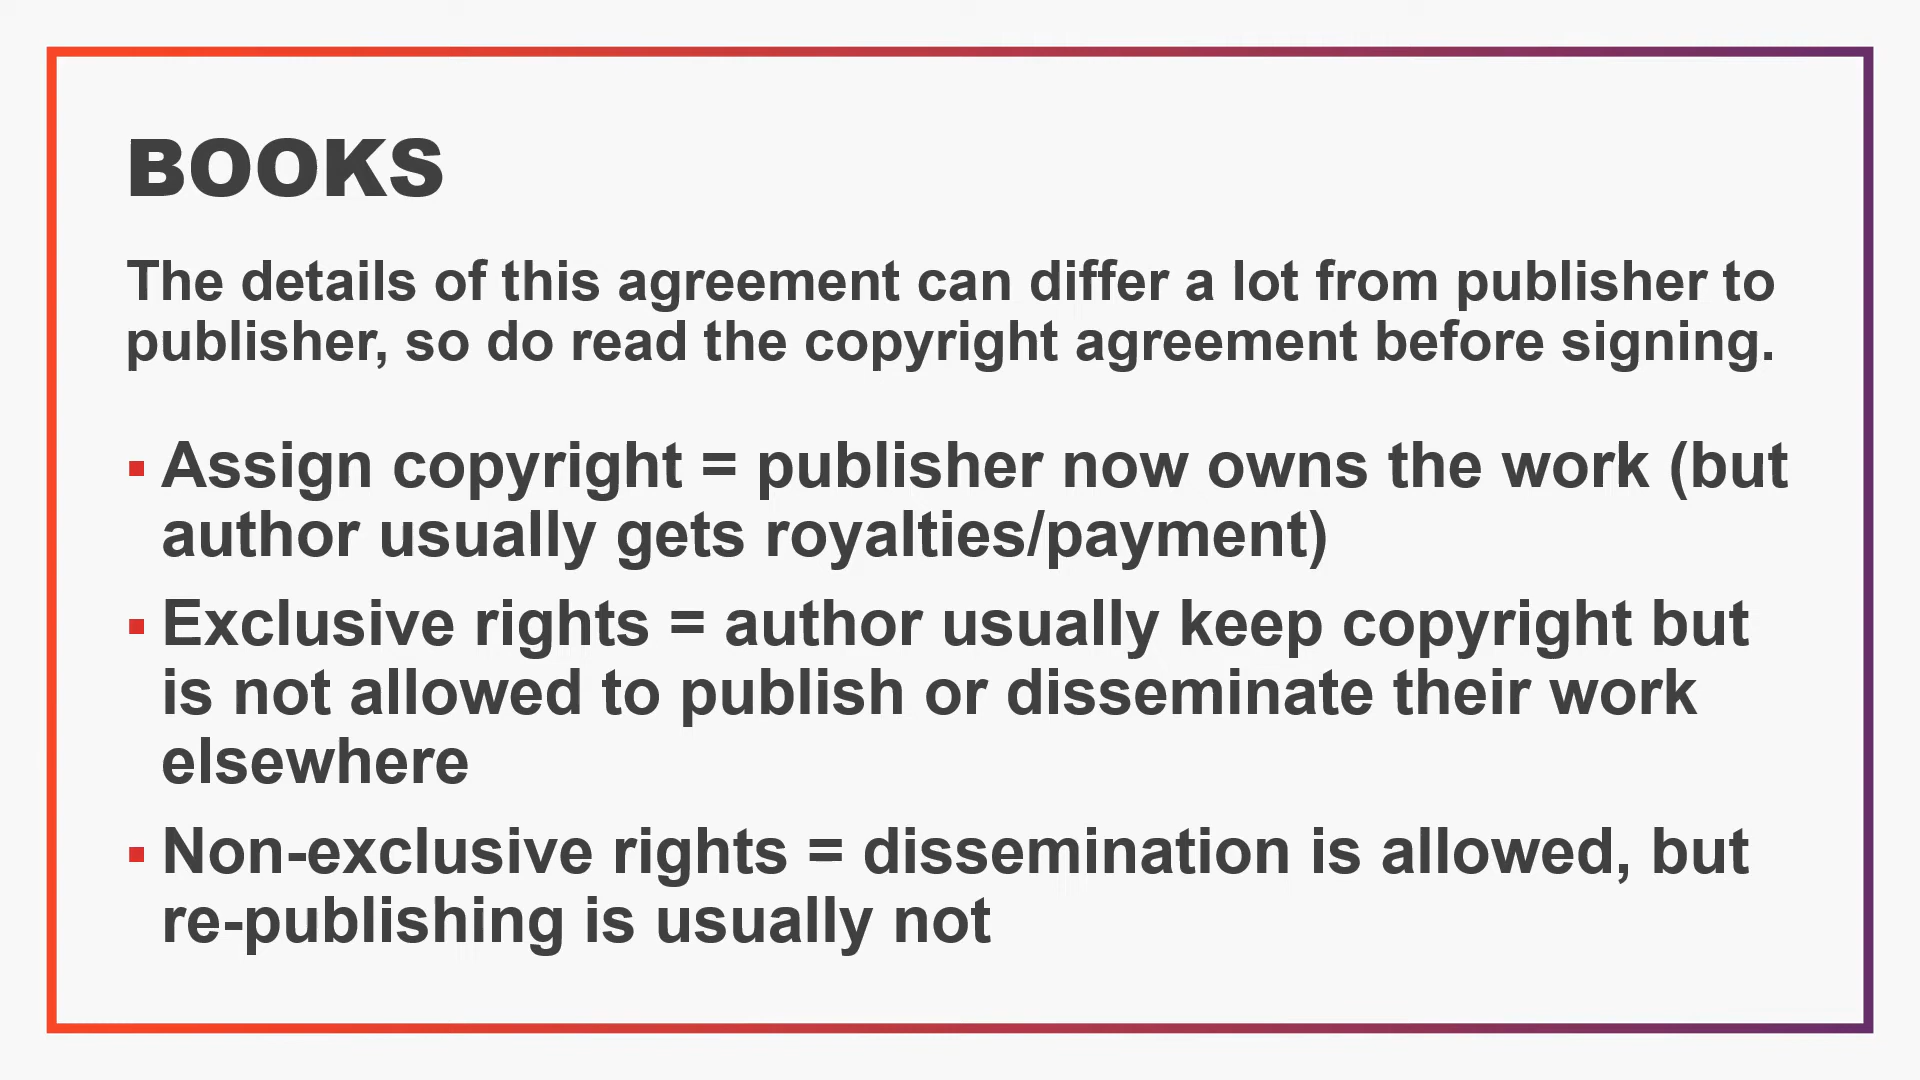 BOOKS
The details of this agreement can differ a lot from publisher to
publisher, so do read the copyright agreement before signing.
▪ Assign copyright = publisher now owns the work (but
author usually gets royalties/payment)
▪ Exclusive rights = author usually keep copyright but
is not allowed to publish or disseminate their work
elsewhere
▪ Non-exclusive rights = dissemination is allowed, but
re-publishing is usually not